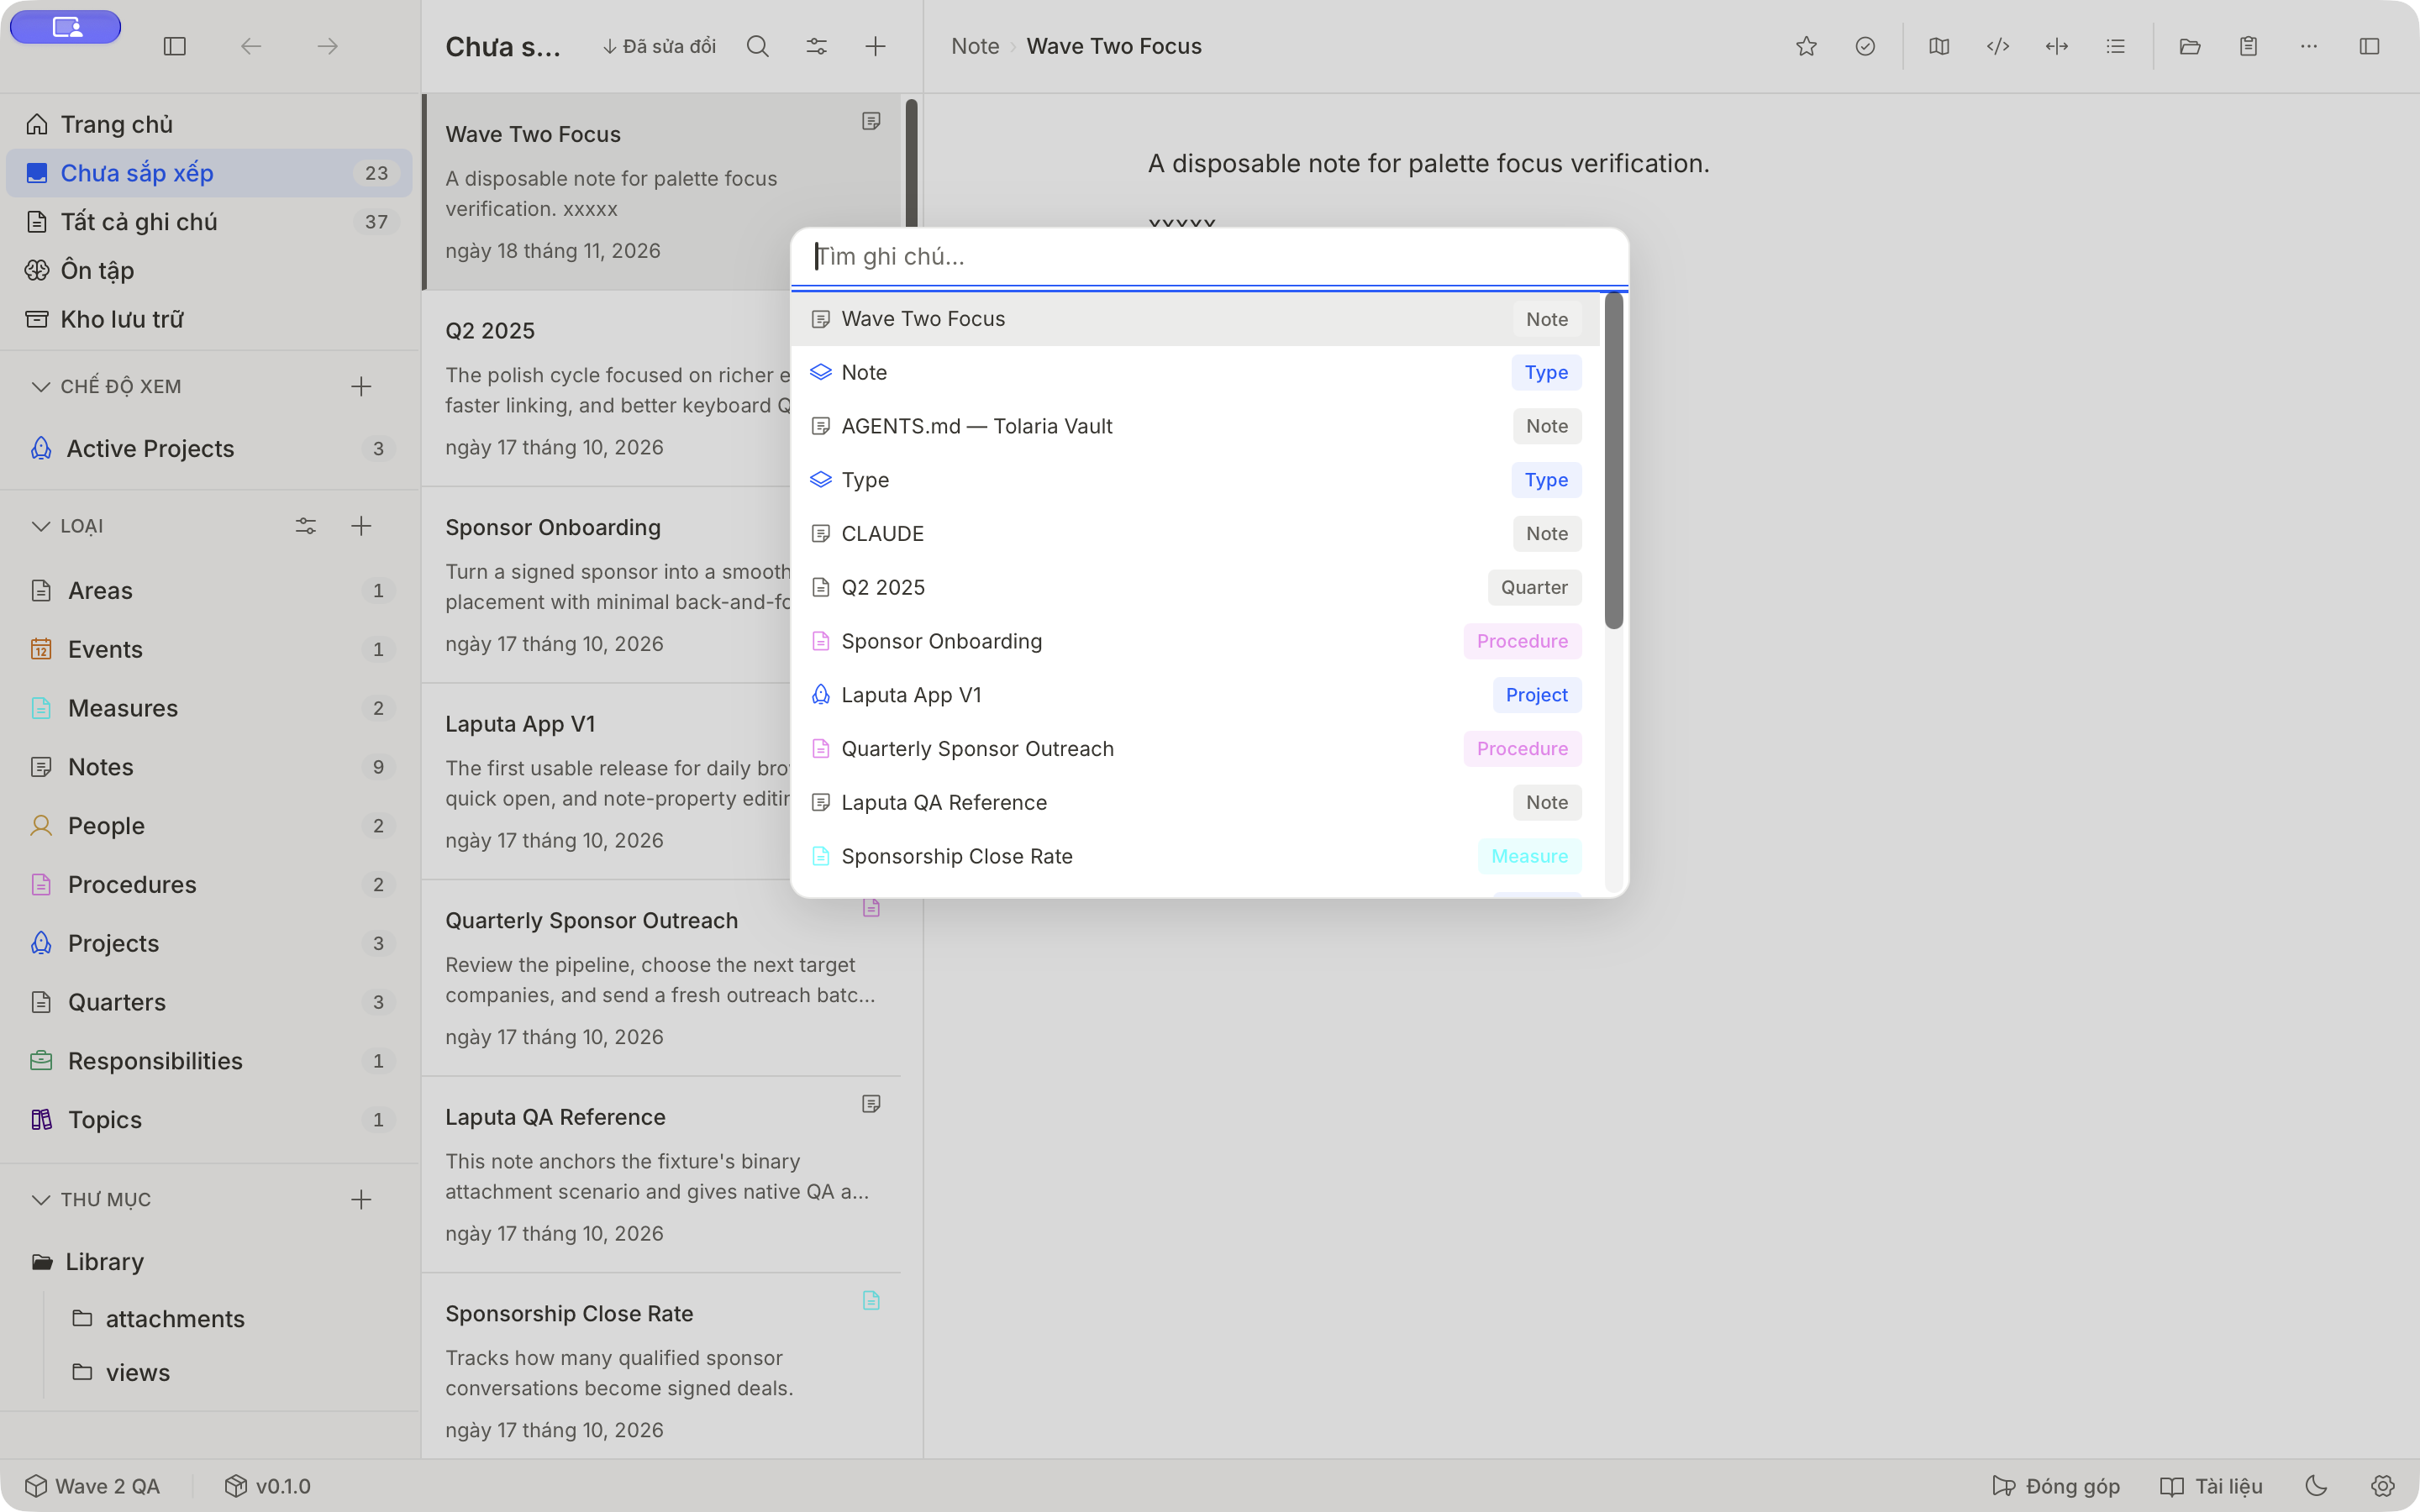 Chưa s...
Đã sửa đổi
Note
Wave Two Focus
Trang chủ
Chưa sắp xếp
23
Tất cả ghi chú
37
Ôn tập
Kho lưu trữ
CHẾ ĐỘ XEM
Active Projects
3
LOẠI
Areas
1
Events
1
Measures
2
Notes
9
People
2
Procedures
2
Projects
3
Quarters
3
Responsibilities
1
Topics
1
THƯ MỤC
Library
attachments
views
Wave Two Focus
A disposable note for palette focus
verification. xxxxx
ngày 18 tháng 11, 2026
Q2 2025
The polish cycle focused on richer e
faster linking, and better keyboard Q
ngày 17 tháng 10, 2026
Sponsor Onboarding
Turn a signed sponsor into a smooth
placement with minimal back-and-fo
ngày 17 tháng 10, 2026
Laputa App V1
The first usable release for daily bro
quick open, and note-property editin
ngày 17 tháng 10, 2026
Quarterly Sponsor Outreach
Review the pipeline, choose the next target
companies, and send a fresh outreach batc...
ngày 17 tháng 10, 2026
Laputa QA Reference
This note anchors the fixture's binary
attachment scenario and gives native QA a...
ngày 17 tháng 10, 2026
Sponsorship Close Rate
Tracks how many qualified sponsor
conversations become signed deals.
ngày 17 tháng 10, 2026
A disposable note for palette focus verification.
xxxxx
Tìm ghi chú...
Wave Two Focus
Note
Note
Type
AGENTS.md — Tolaria Vault
Note
Type
Type
CLAUDE
Note
Q2 2025
Quarter
Sponsor Onboarding
Procedure
Laputa App V1
Project
Quarterly Sponsor Outreach
Procedure
Laputa QA Reference
Note
Sponsorship Close Rate
Measure
Wave 2 QA
v0.1.0
Đóng góp
Tài liệu